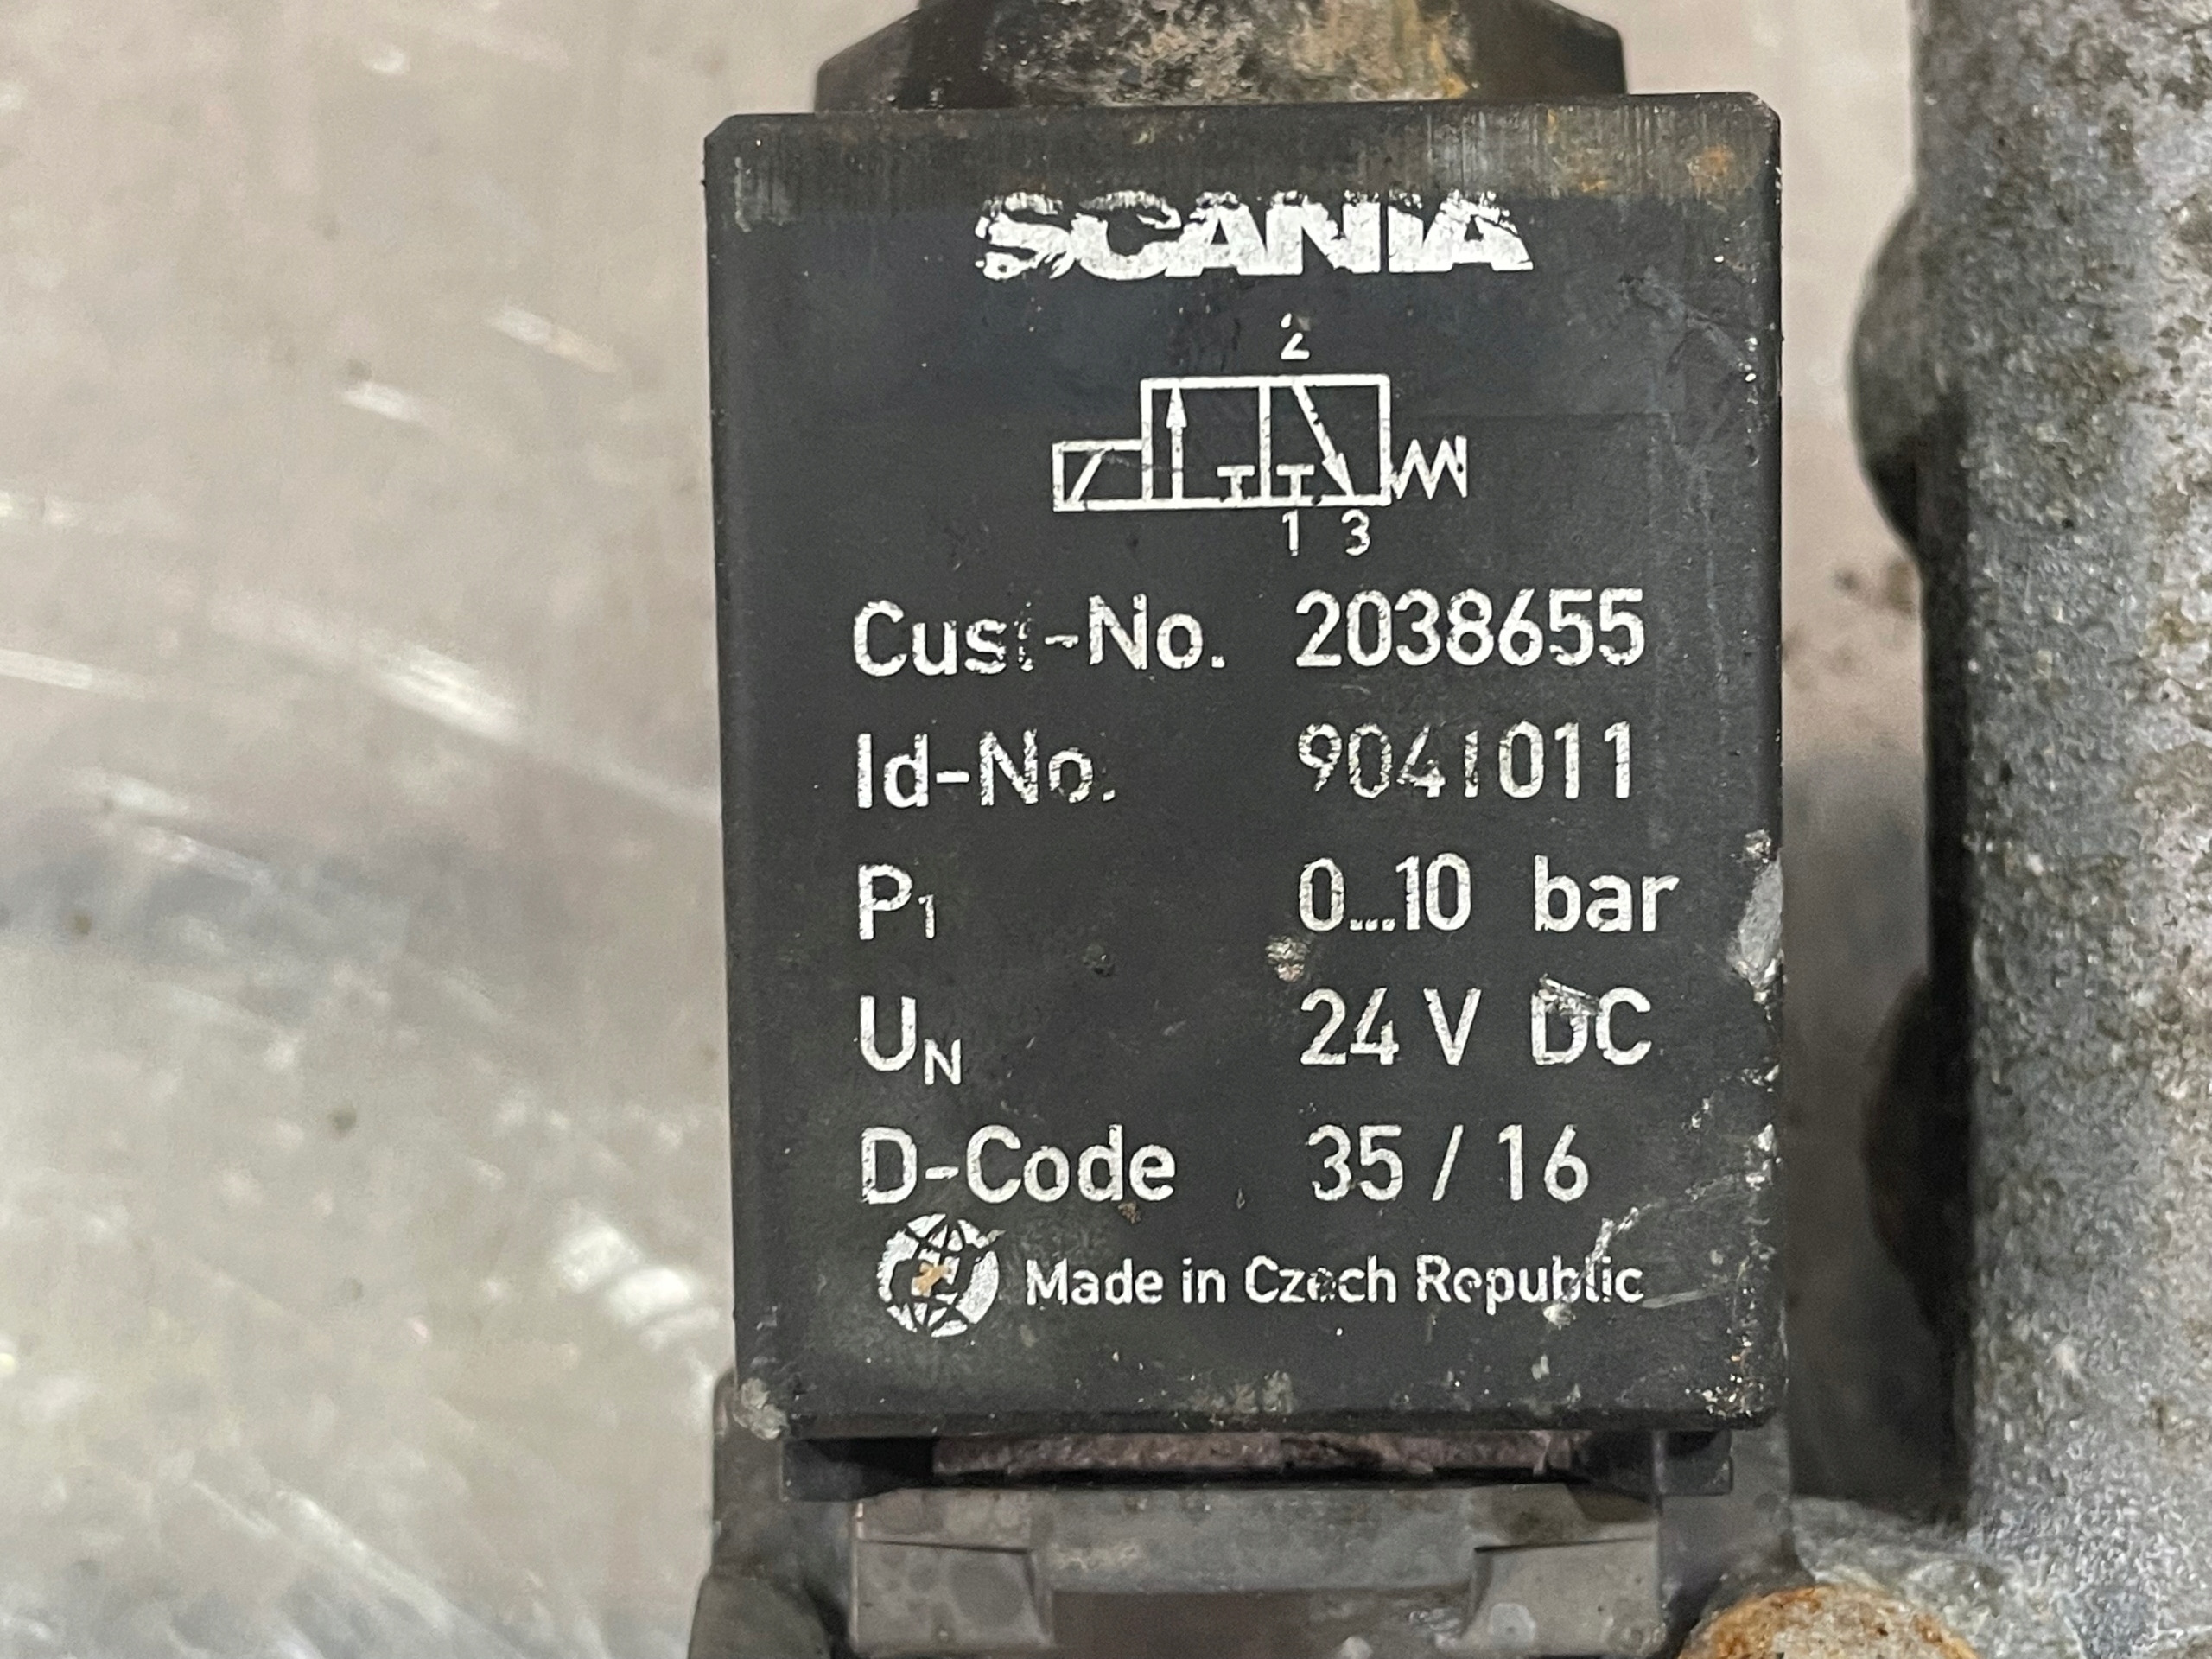 SCANIA
2
1 3
Cust-No. 2038655
Id-No. 9041011
P1 0...10 bar
UN 24 V DC
D-Code 35 / 16
Made in Czech Republic